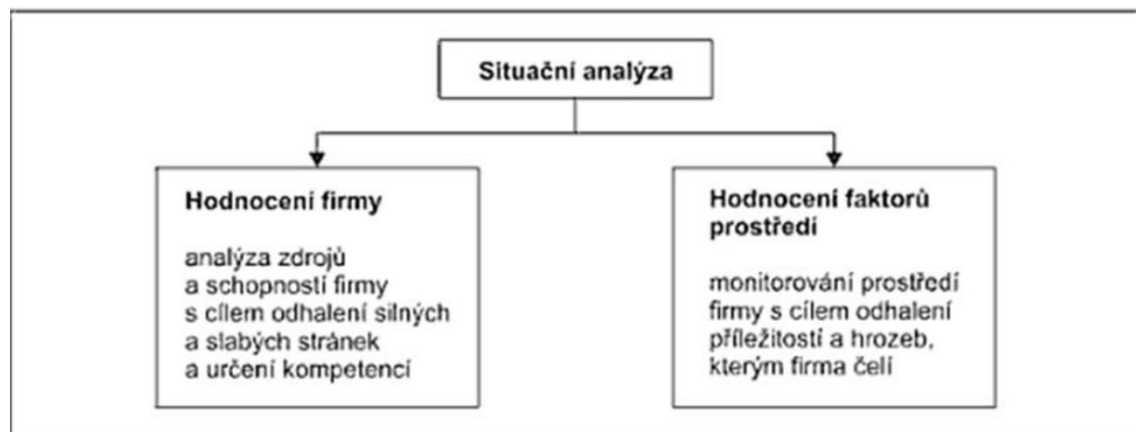 Situační analýza
Hodnocení firmy
analýza zdrojů
a schopností firmy
s cílem odhalení silných
a slabých stránek
a určení kompetencí
Hodnocení faktorů
prostředí
monitorování prostředí
firmy s cílem odhalení
příležitostí a hrozeb,
kterým firma čelí